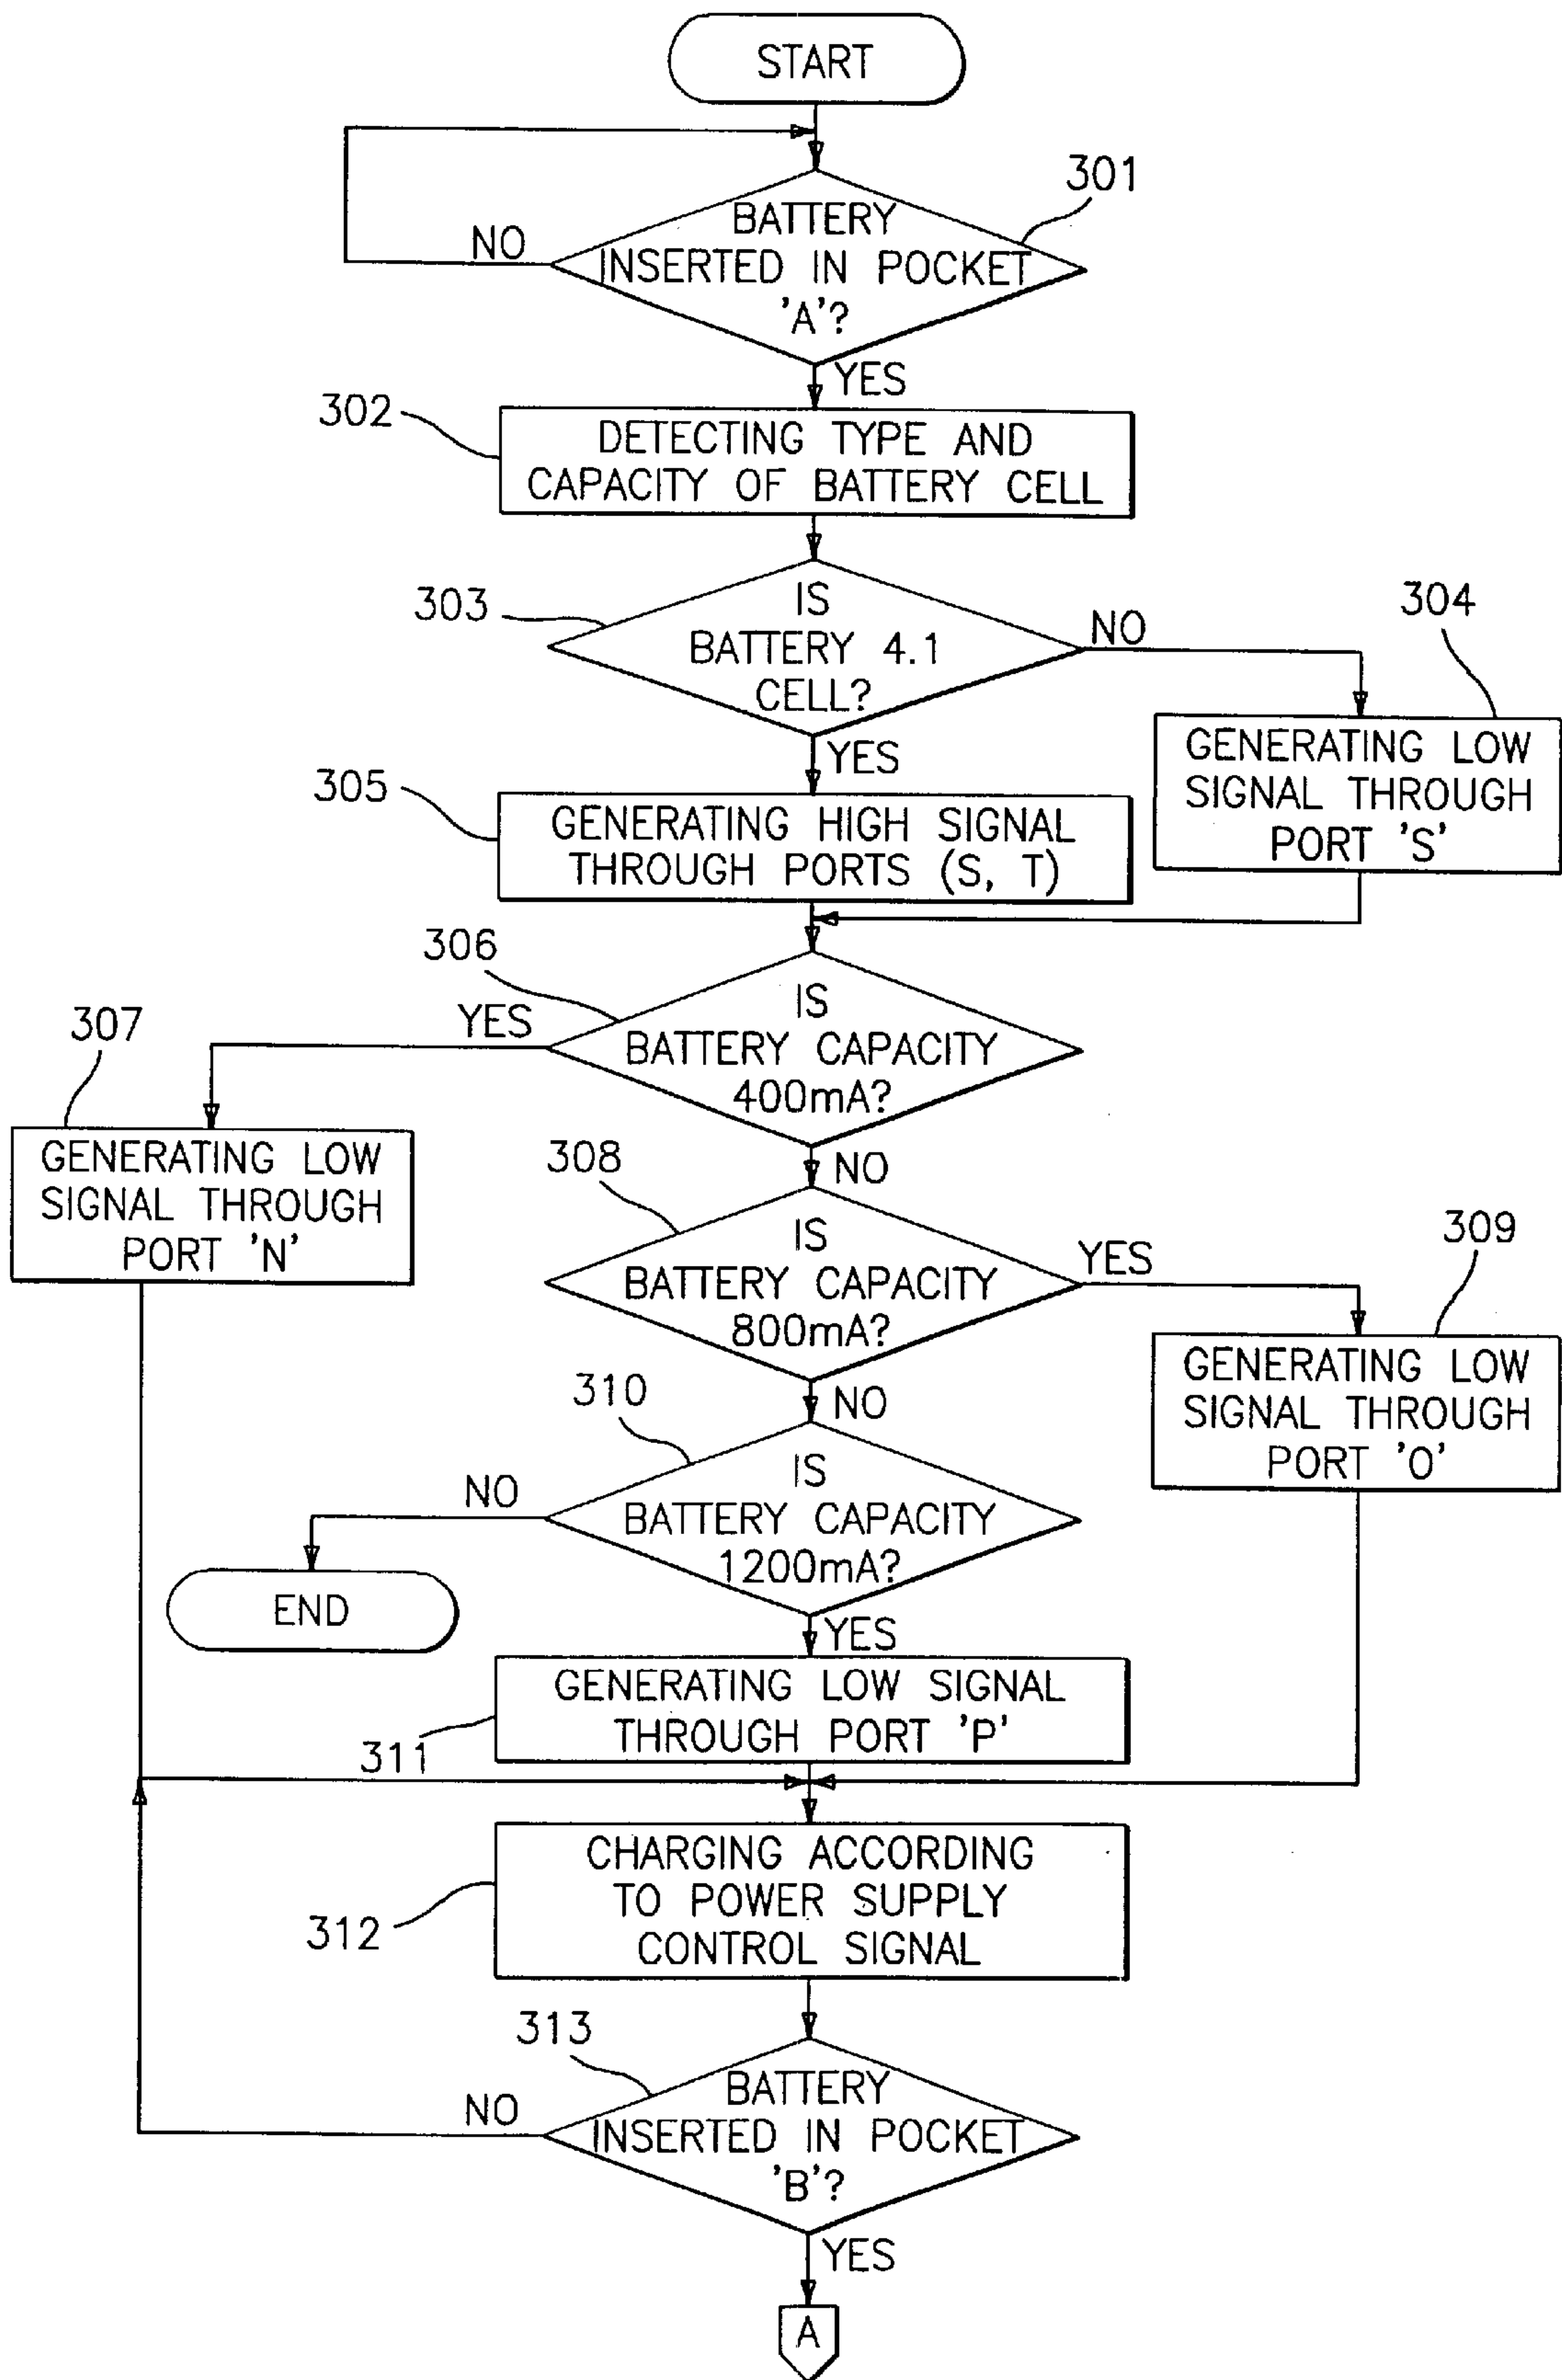 START
301
BATTERY
INSERTED IN POCKET
'A'?
NO
YES
302
DETECTING TYPE AND
CAPACITY OF BATTERY CELL
303
IS
BATTERY 4.1
CELL?
NO
304
GENERATING LOW
SIGNAL THROUGH
PORT 'S'
YES
305
GENERATING HIGH SIGNAL
THROUGH PORTS (S, T)
306
IS
BATTERY CAPACITY
400mA?
YES
307
GENERATING LOW
SIGNAL THROUGH
PORT 'N'
NO
308
IS
BATTERY CAPACITY
800mA?
YES
309
GENERATING LOW
SIGNAL THROUGH
PORT 'O'
NO
310
IS
BATTERY CAPACITY
1200mA?
NO
END
YES
GENERATING LOW SIGNAL
THROUGH PORT 'P'
311
CHARGING ACCORDING
TO POWER SUPPLY
CONTROL SIGNAL
312
313
BATTERY
INSERTED IN POCKET
'B'?
NO
YES
A